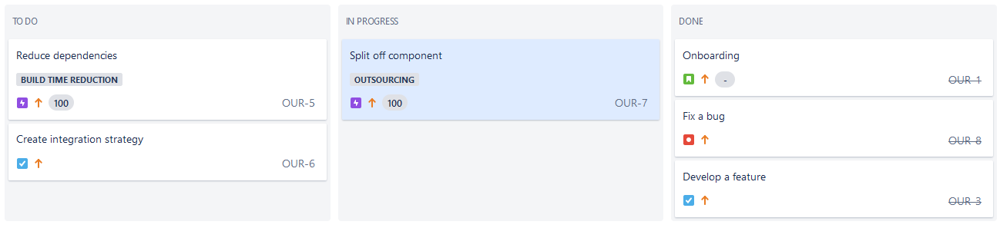 TO DO
Reduce dependencies
BUILD TIME REDUCTION
100 OUR-5
Create integration strategy
OUR-6
IN PROGRESS
Split off component
OUTSOURCING
100 OUR-7
DONE
Onboarding
- OUR-1
Fix a bug
OUR-8
Develop a feature
OUR-3